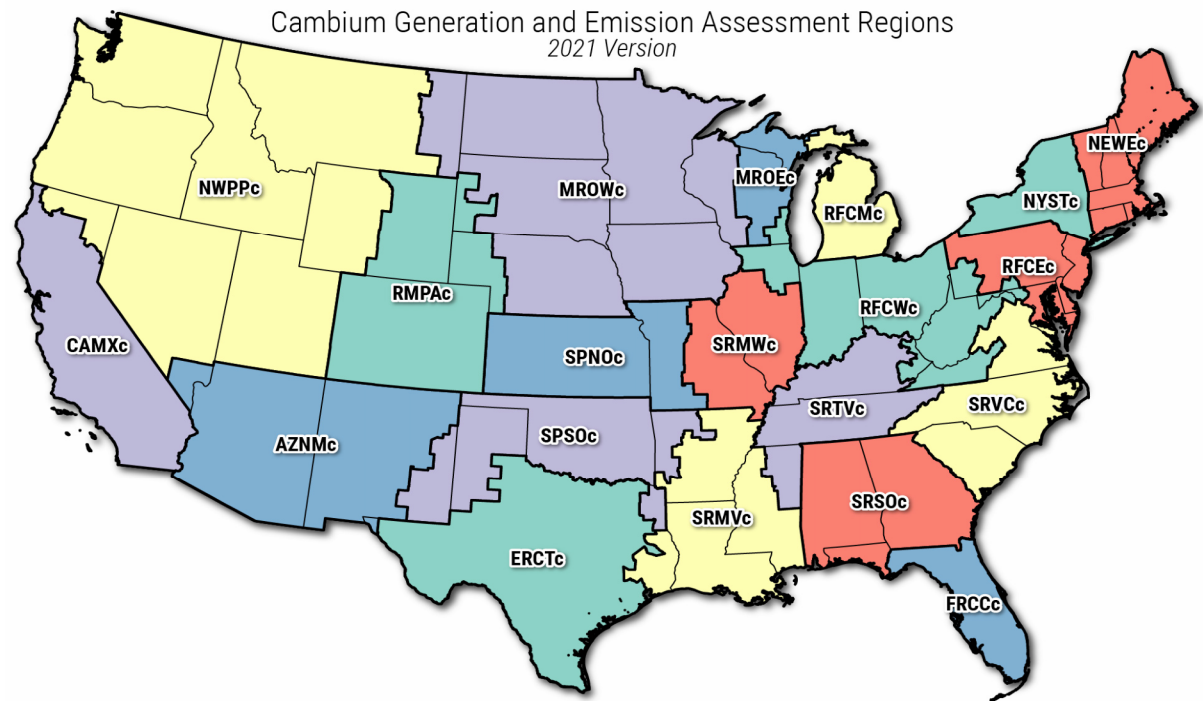 Cambium Generation and Emission Assessment Regions
2021 Version
NEWEc
MROEc
NWPPc
MROWc
NYSTc
RFCMc
RFCEc
RMPAc
RFCWc
CAMXc
SRMWc
SPNOc
SRTVc
SRVCc
SPSOc
AZNMc
SRSOc
SRMVc
ERCTc
FRCCc